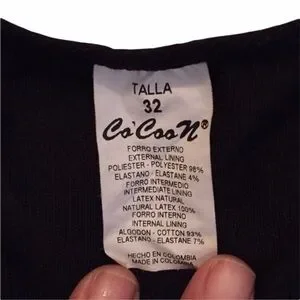 TALLA
32
Co'CooN®
FORRO EXTERNO
EXTERNAL LINING
POLIESTER - POLYESTER 96%
ELASTANO - ELASTANE 4%
FORRO INTERMEDIO
INTERMEDIATE LINING
LATEX NATURAL
NATURAL LATEX 100%
FORRO INTERNO
INTERNAL LINING
ALGODON - COTTON 93%
ELASTANO - ELASTANE 7%
HECHO EN COLOMBIA
MADE IN COLOMBIA